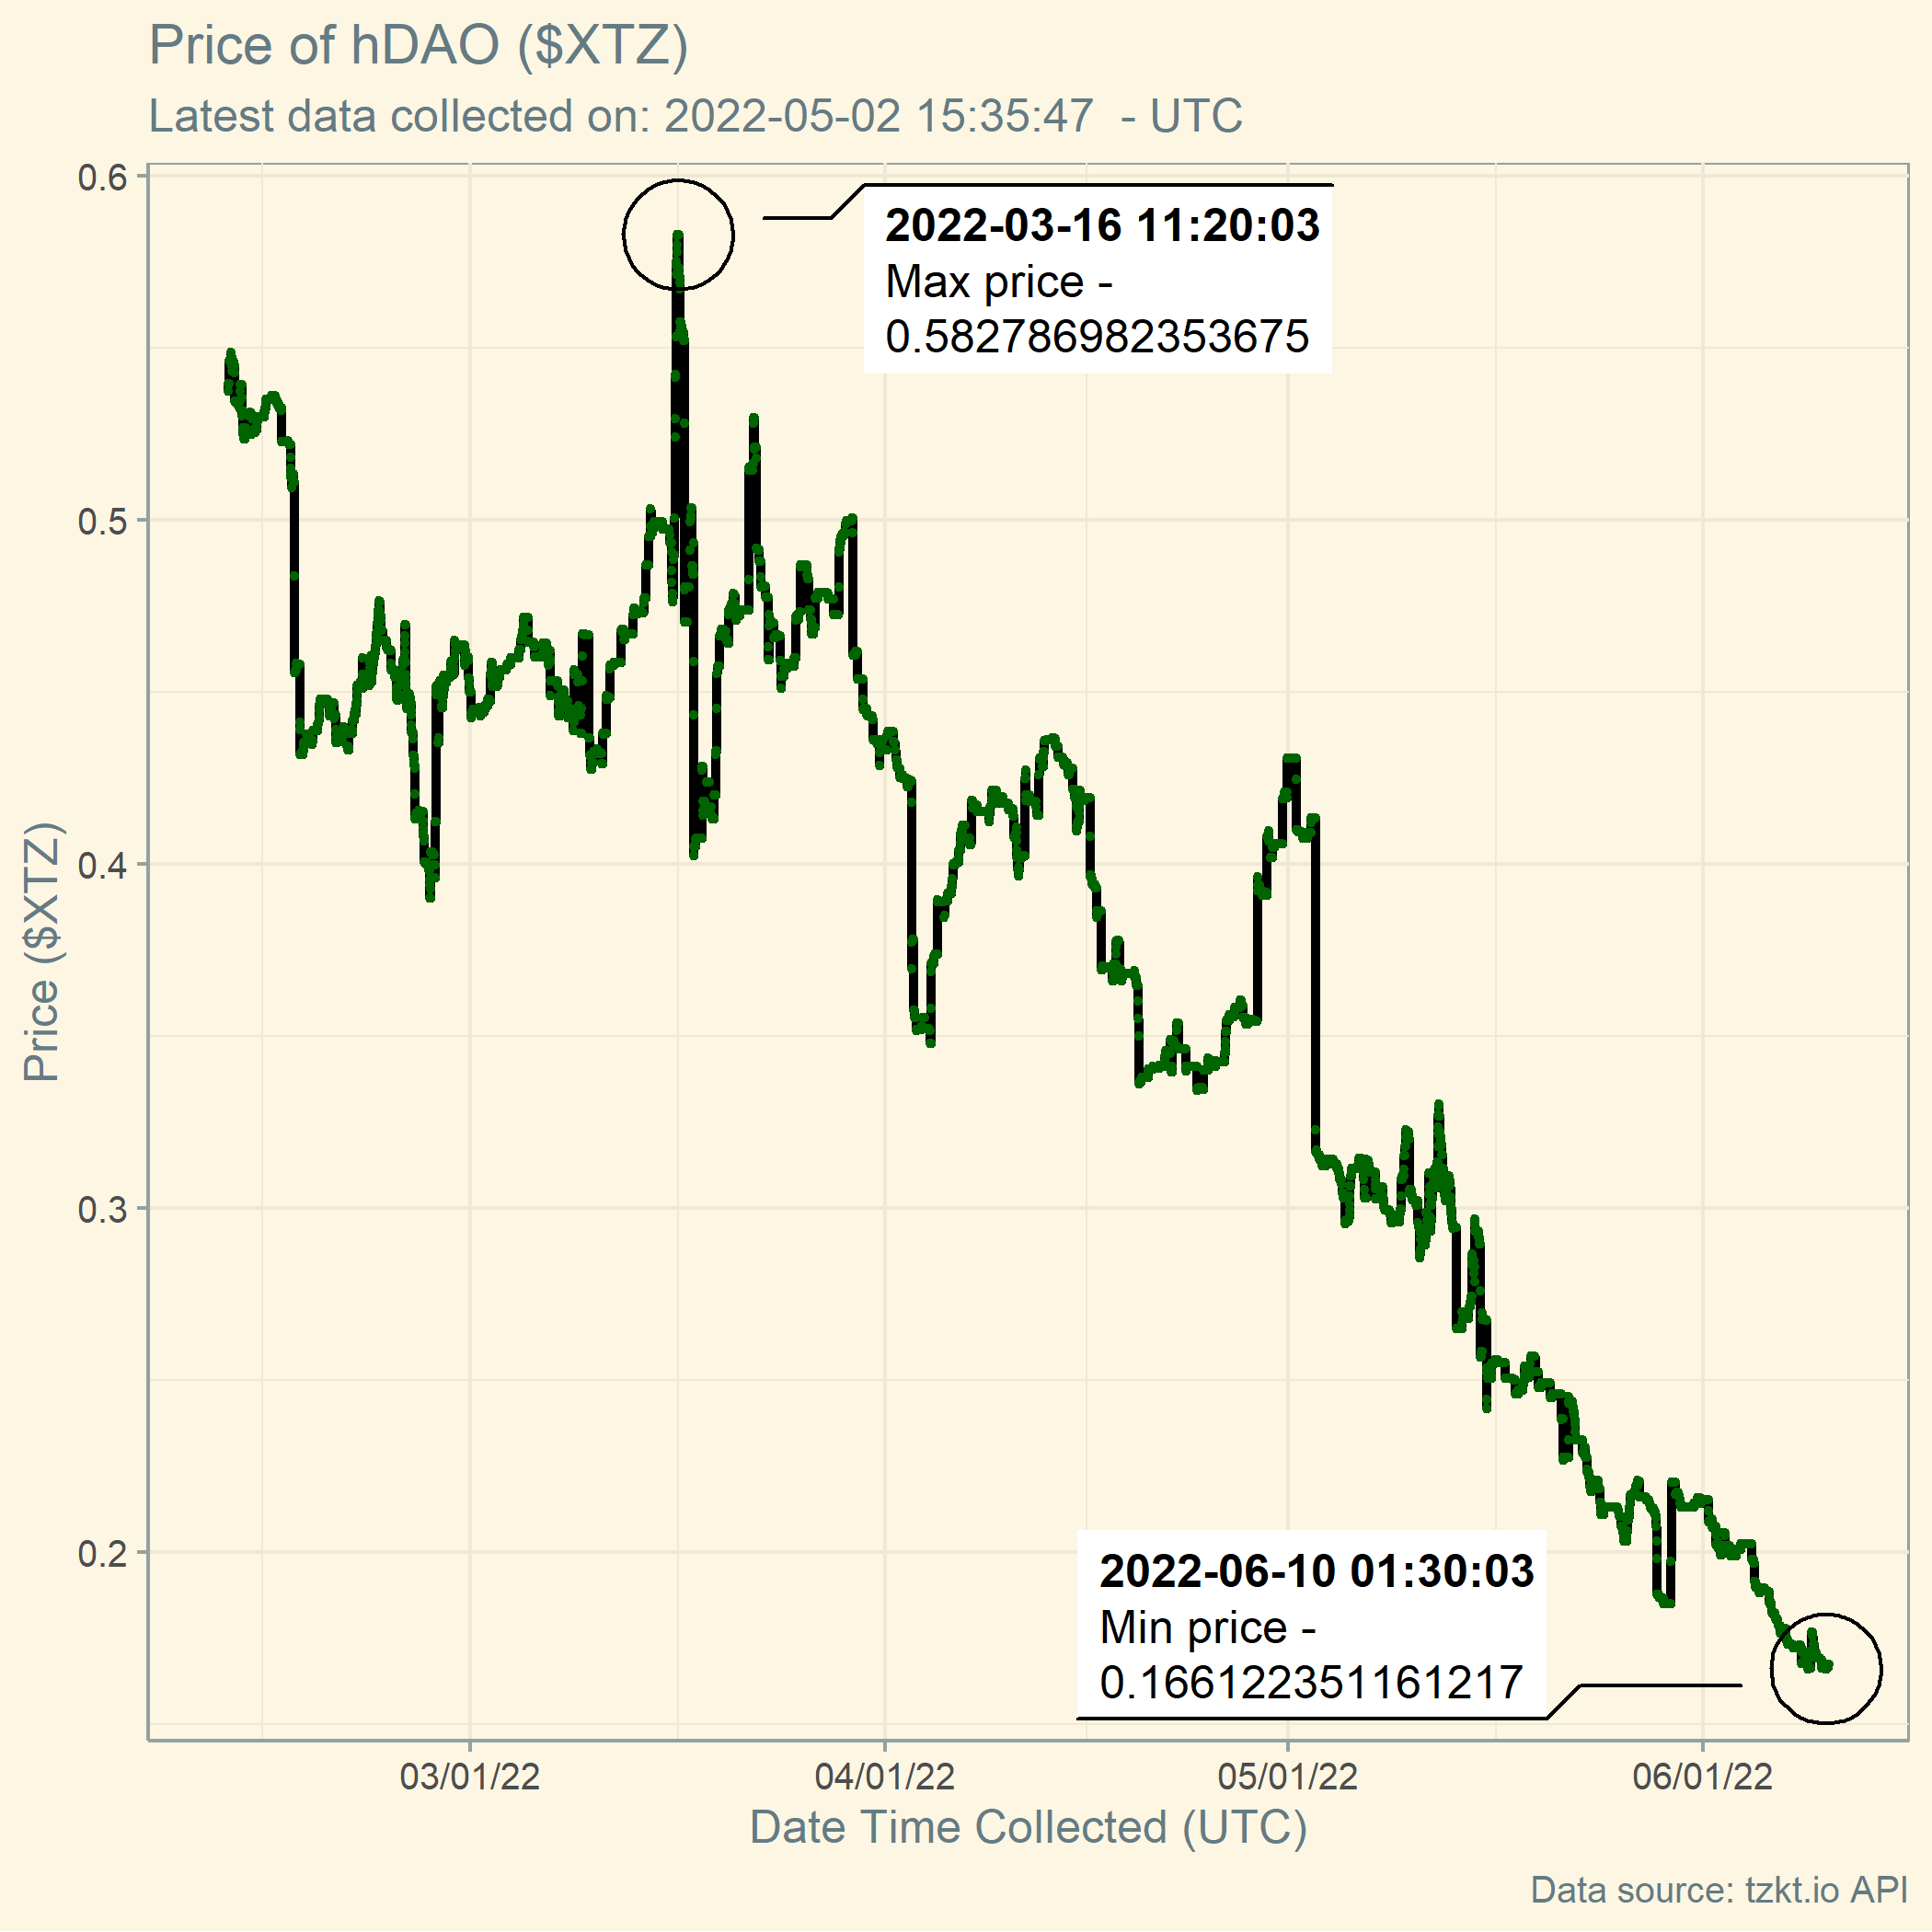 Price of hDAO ($XTZ)
Latest data collected on: 2022-05-02 15:35:47  - UTC
0.6
0.5
0.4
0.3
0.2
Price ($XTZ)
2022-03-16 11:20:03
Max price -
0.582786982353675
2022-06-10 01:30:03
Min price -
0.166122351161217
03/01/22
04/01/22
05/01/22
06/01/22
Date Time Collected (UTC)
Data source: tzkt.io API